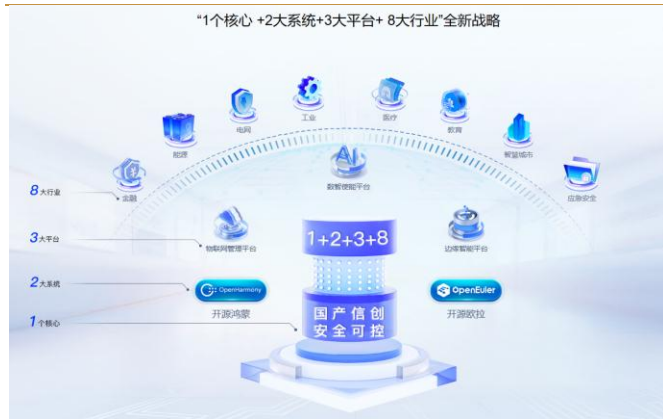 “1个核心 +2大系统+3大平台+ 8大行业”全新战略
工业
医疗
电网
教育
能源
智慧城市
AI
数智使能平台
8大行业
金融
应急安全
3大平台
物联网管理平台
1+2+3+8
边缘智能平台
2大系统
OpenHarmony
OpenEuler
开源鸿蒙
开源欧拉
1个核心
国产信创
安全可控